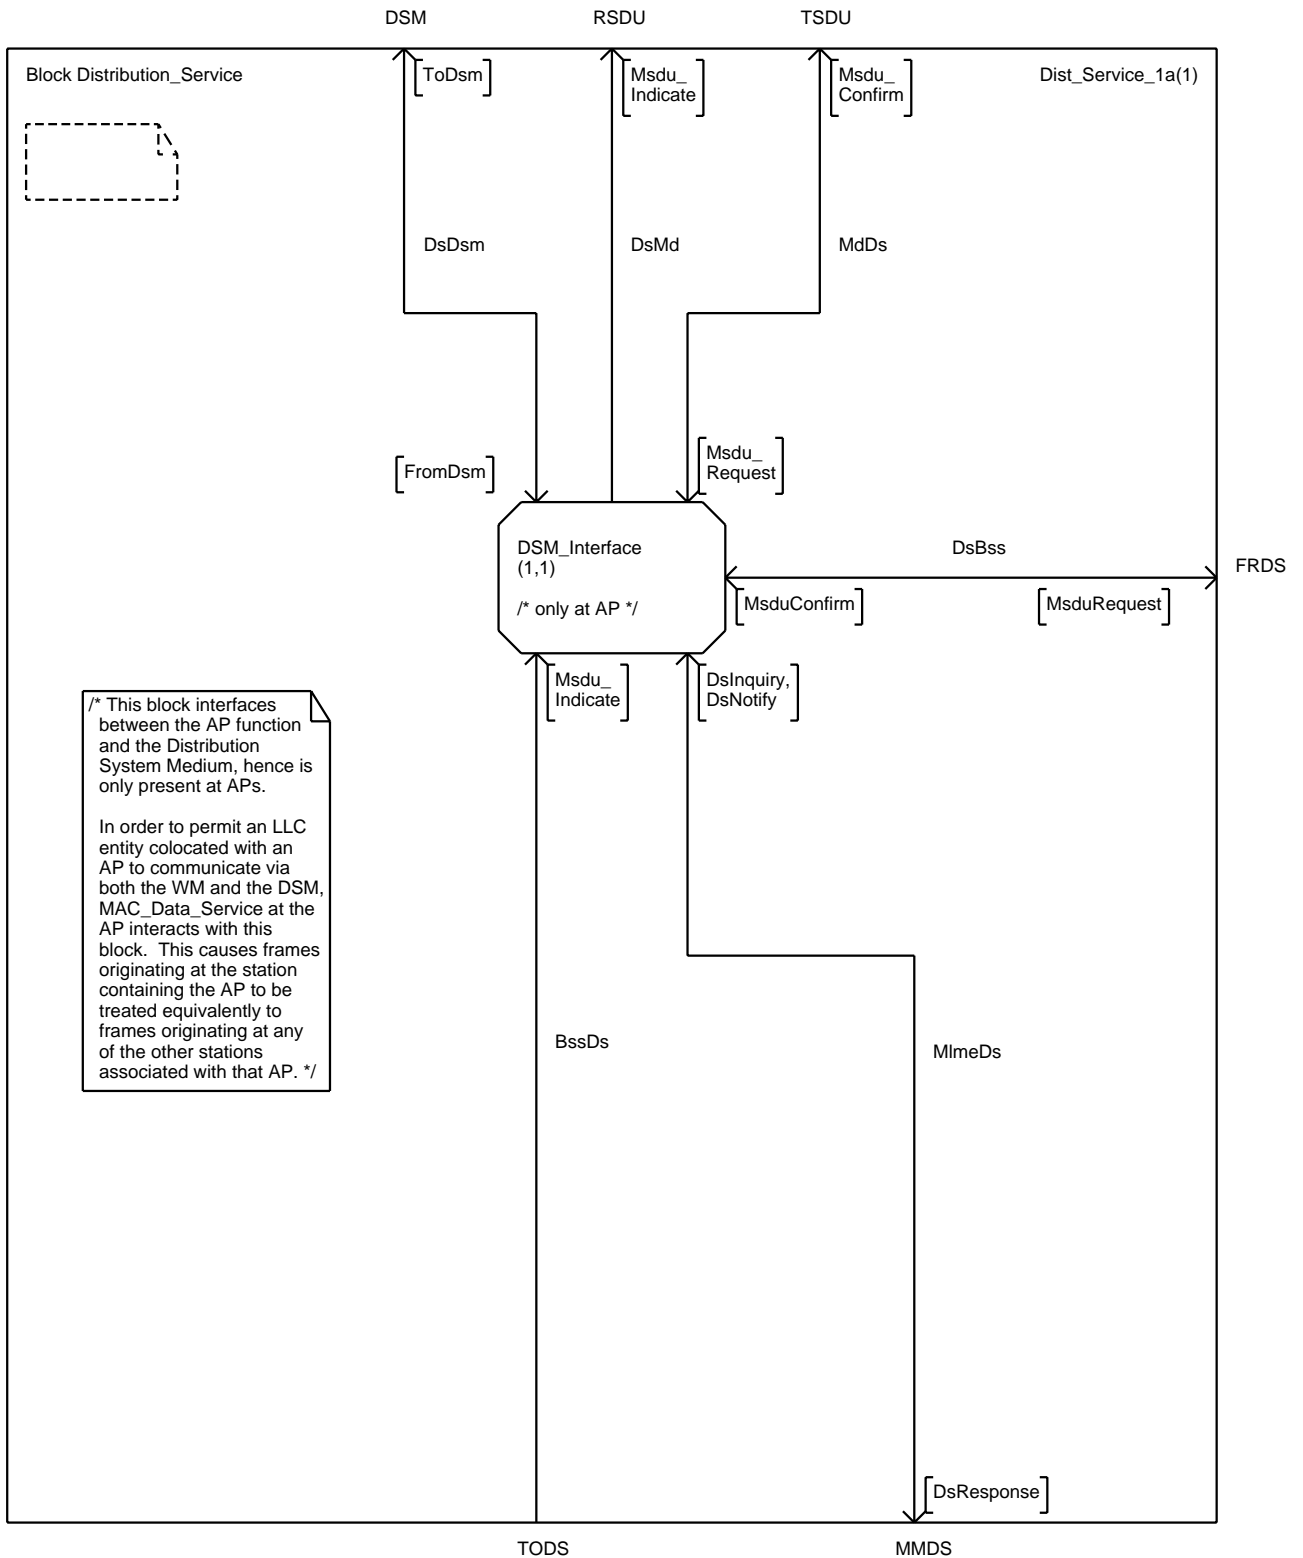 DSM
RSDU
TSDU
Block Distribution_Service
ToDsm
Msdu_
Indicate
Msdu_
Confirm
Dist_Service_1a(1)
DsDsm
DsMd
MdDs
FromDsm
Msdu_
Request
DSM_Interface
(1,1)
/* only at AP */
DsBss
FRDS
MsduConfirm
MsduRequest
Msdu_
Indicate
DsInquiry,
DsNotify
/* This block interfaces
between the AP function
and the Distribution
System Medium, hence is
only present at APs.
In order to permit an LLC
entity colocated with an
AP to communicate via
both the WM and the DSM,
MAC_Data_Service at the
AP interacts with this
block.  This causes frames
originating at the station
containing the AP to be
treated equivalently to
frames originating at any
of the other stations
associated with that AP. */
BssDs
MlmeDs
DsResponse
TODS
MMDS